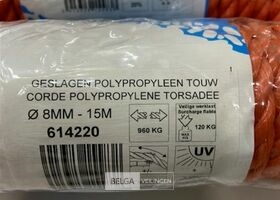 GESLAGEN POLYPROPYLEEN TOUW
CORDE POLYPROPYLENE TORSADEE
Ø 8MM - 15M
614220
960 KG
Veilige werklast
Surcharge fiable
120 KG
UV
BELGA VEILINGEN